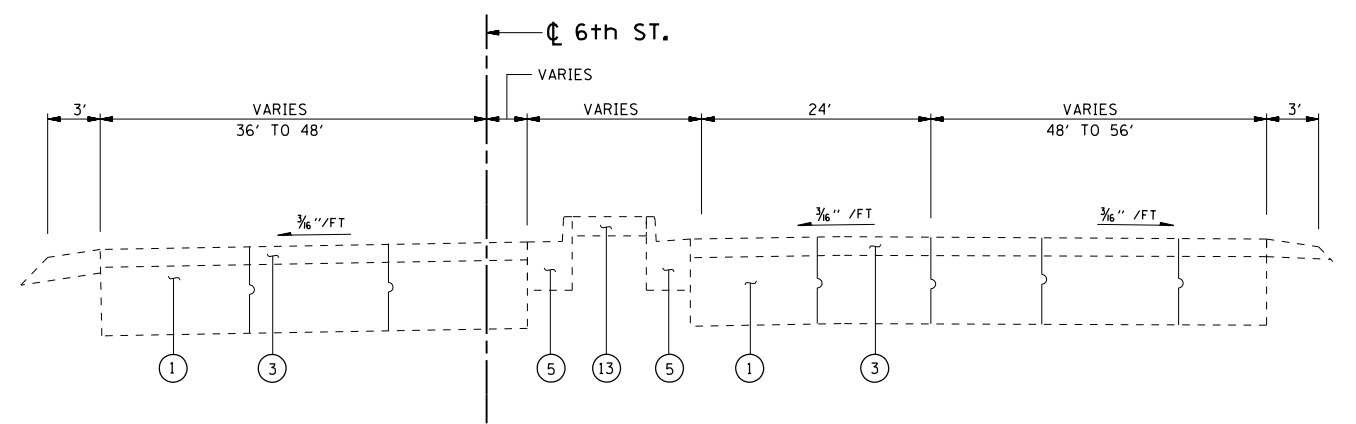 ℄ 6th ST.
VARIES
3'
VARIES
36' TO 48'
VARIES
24'
VARIES
48' TO 56'
3'
3/16"/FT
3/16" /FT
3/16" /FT
1
3
5
13
5
1
3